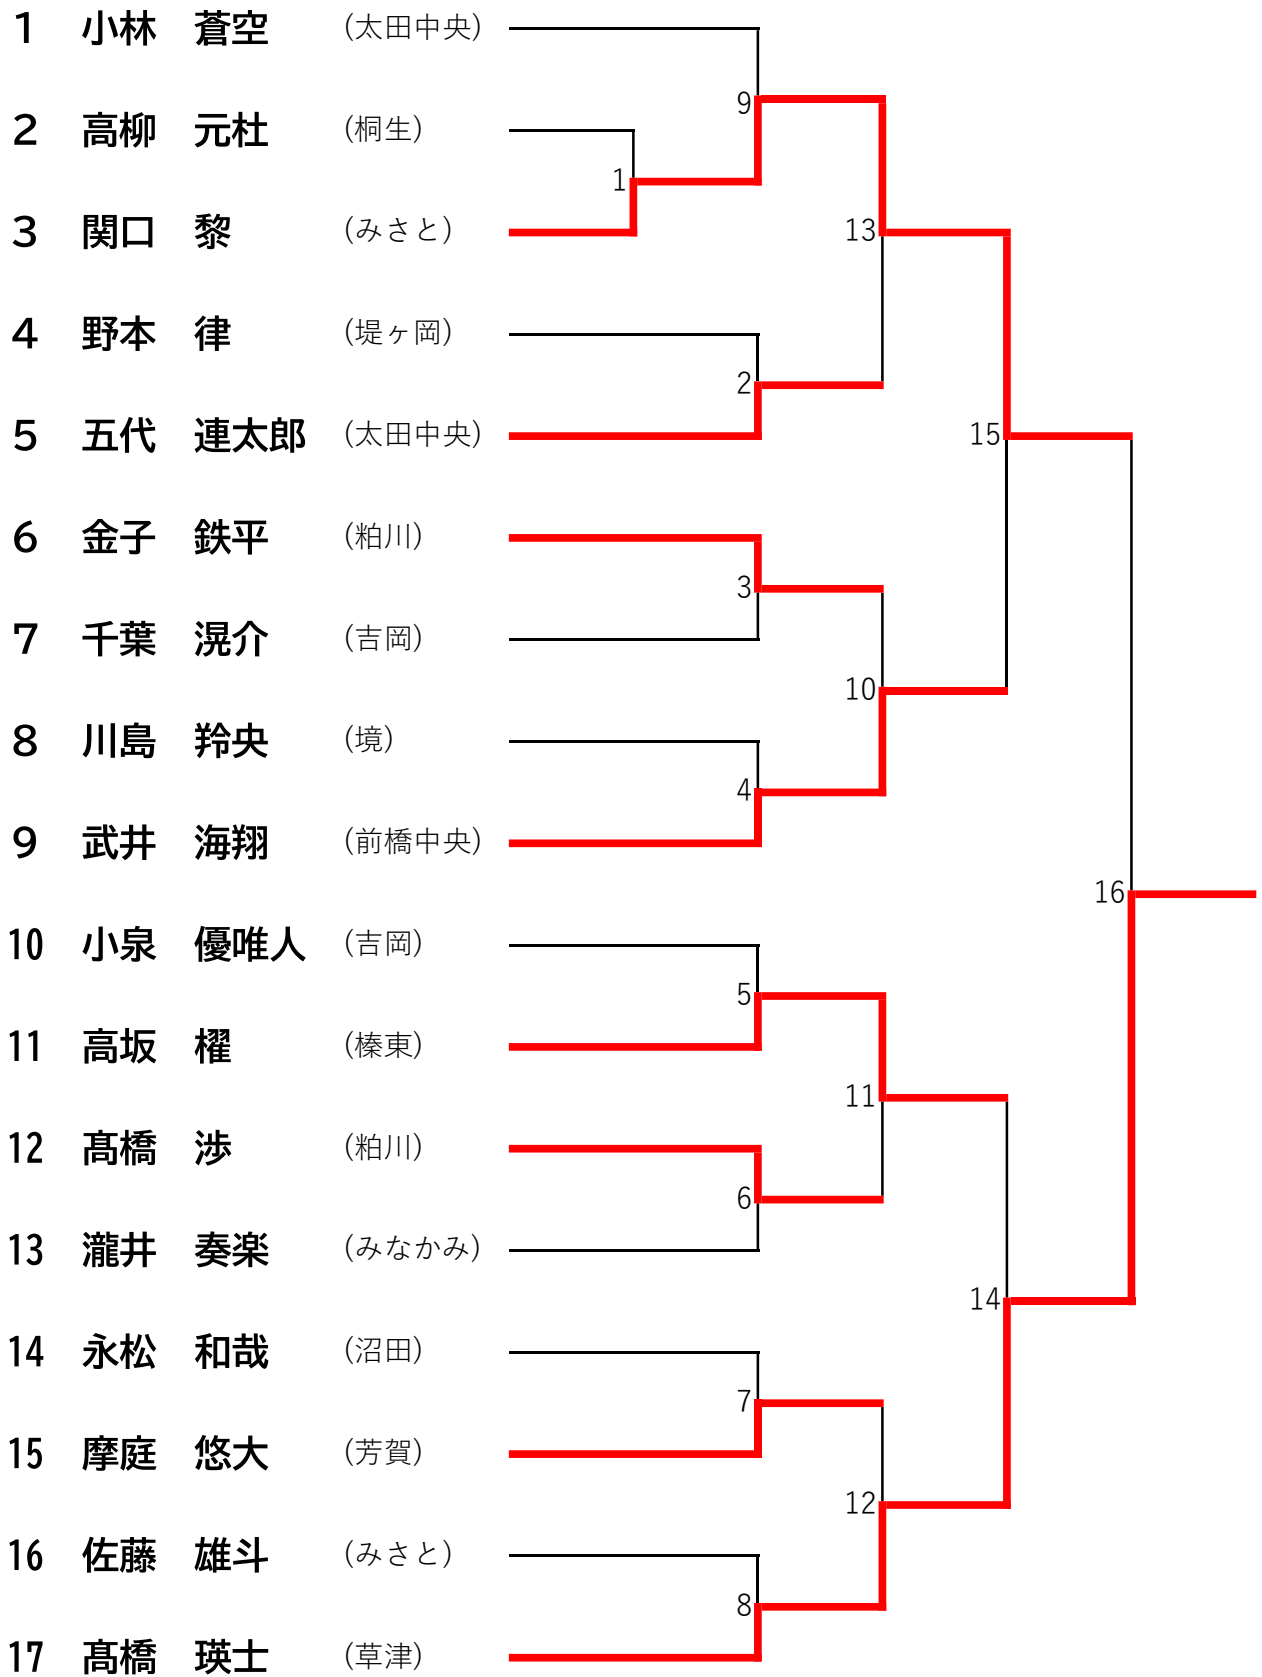 1 小林 蒼空 (太田中央)
9
2 高柳 元杜 (桐生)
1
3 関口 黎 (みさと)
13
4 野本 律 (堤ヶ岡)
2
5 五代 連太郎 (太田中央)
15
6 金子 鉄平 (粕川)
3
7 千葉 滉介 (吉岡)
10
8 川島 羚央 (境)
4
9 武井 海翔 (前橋中央)
16
10 小泉 優唯人 (吉岡)
5
11 高坂 櫂 (榛東)
11
12 髙橋 渉 (粕川)
6
13 瀧井 奏楽 (みなかみ)
14
14 永松 和哉 (沼田)
7
15 摩庭 悠大 (芳賀)
12
16 佐藤 雄斗 (みさと)
8
17 髙橋 瑛士 (草津)